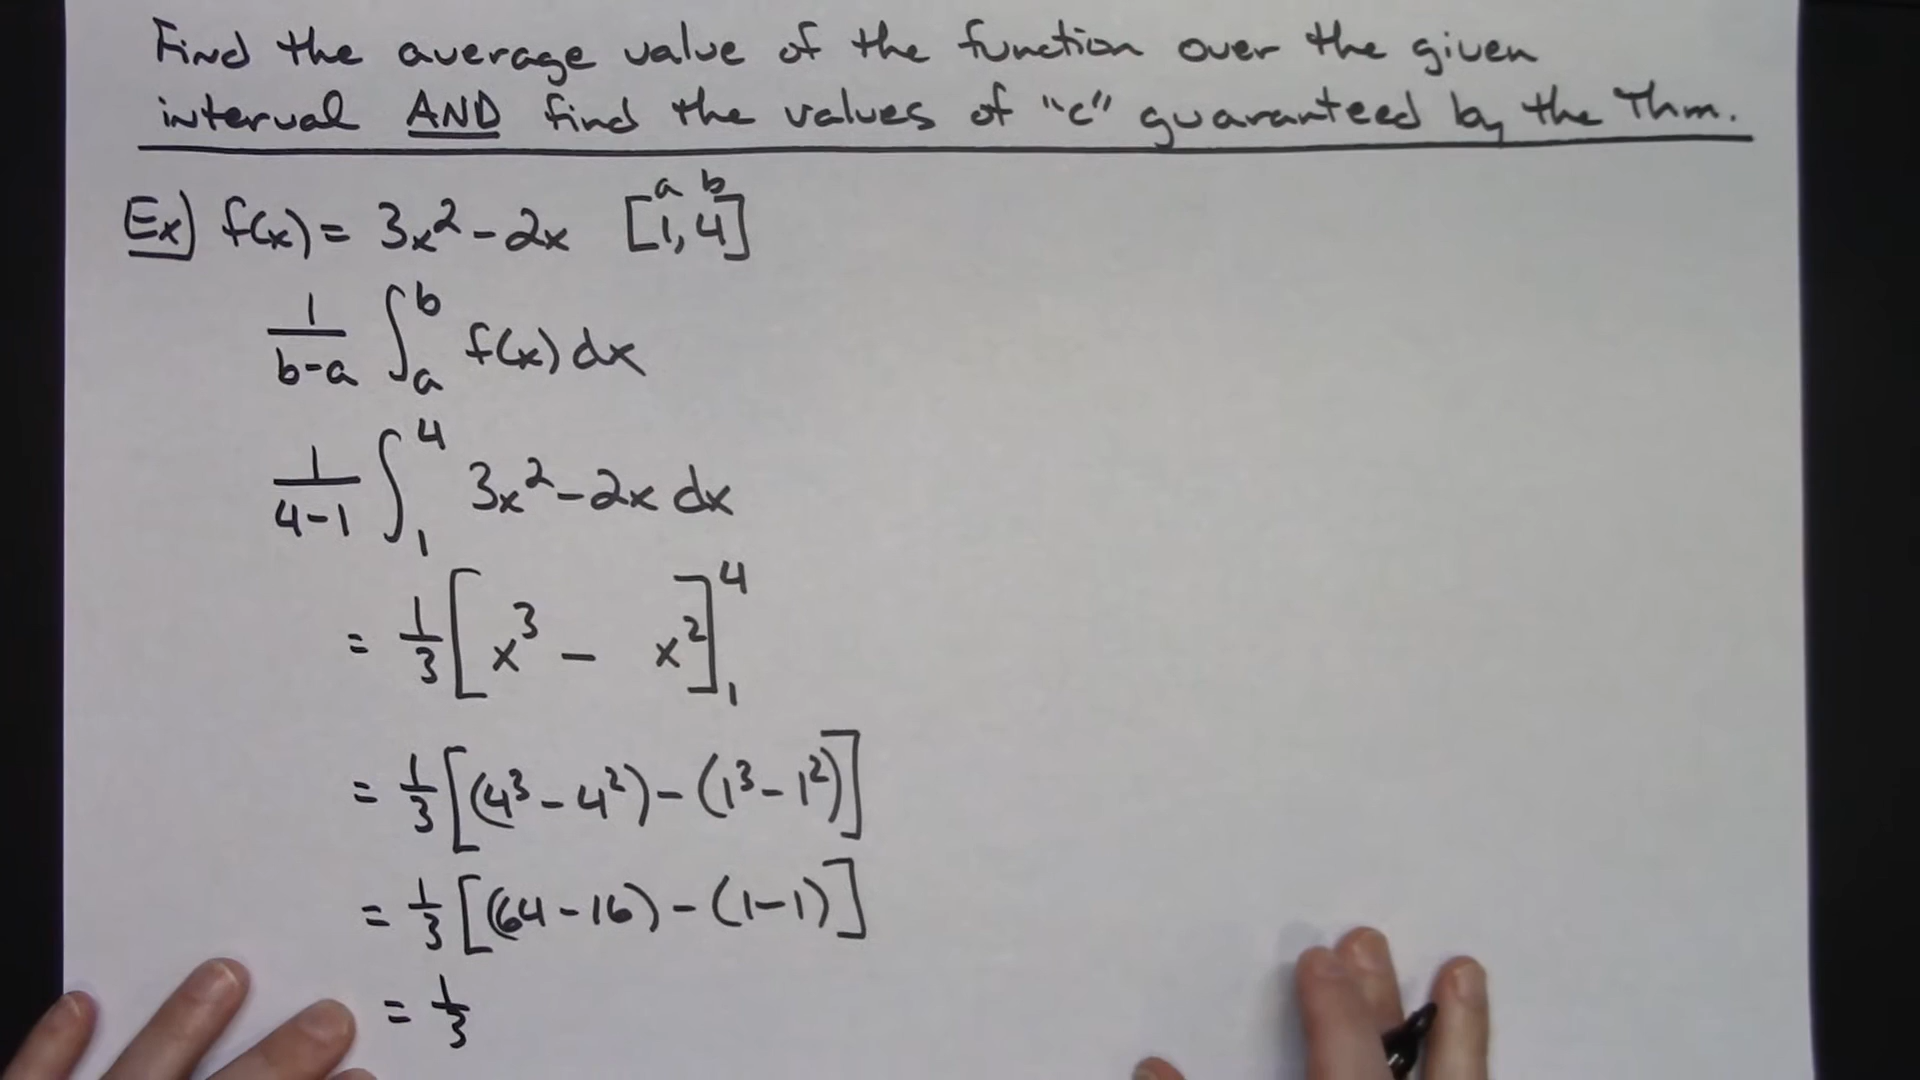 Find the average value of the function over the given
interval AND find the values of "c" guaranteed by the Thm.
a b
Ex) f(x) = 3x² - 2x [1, 4]
1/(b-a) ∫ₐᵇ f(x) dx
1/(4-1) ∫₁⁴ 3x² - 2x dx
= 1/3 [x³ - x²]₁⁴
= 1/3 [(4³ - 4²) - (1³ - 1²)]
= 1/3 [(64 - 16) - (1 - 1)]
= 1/3